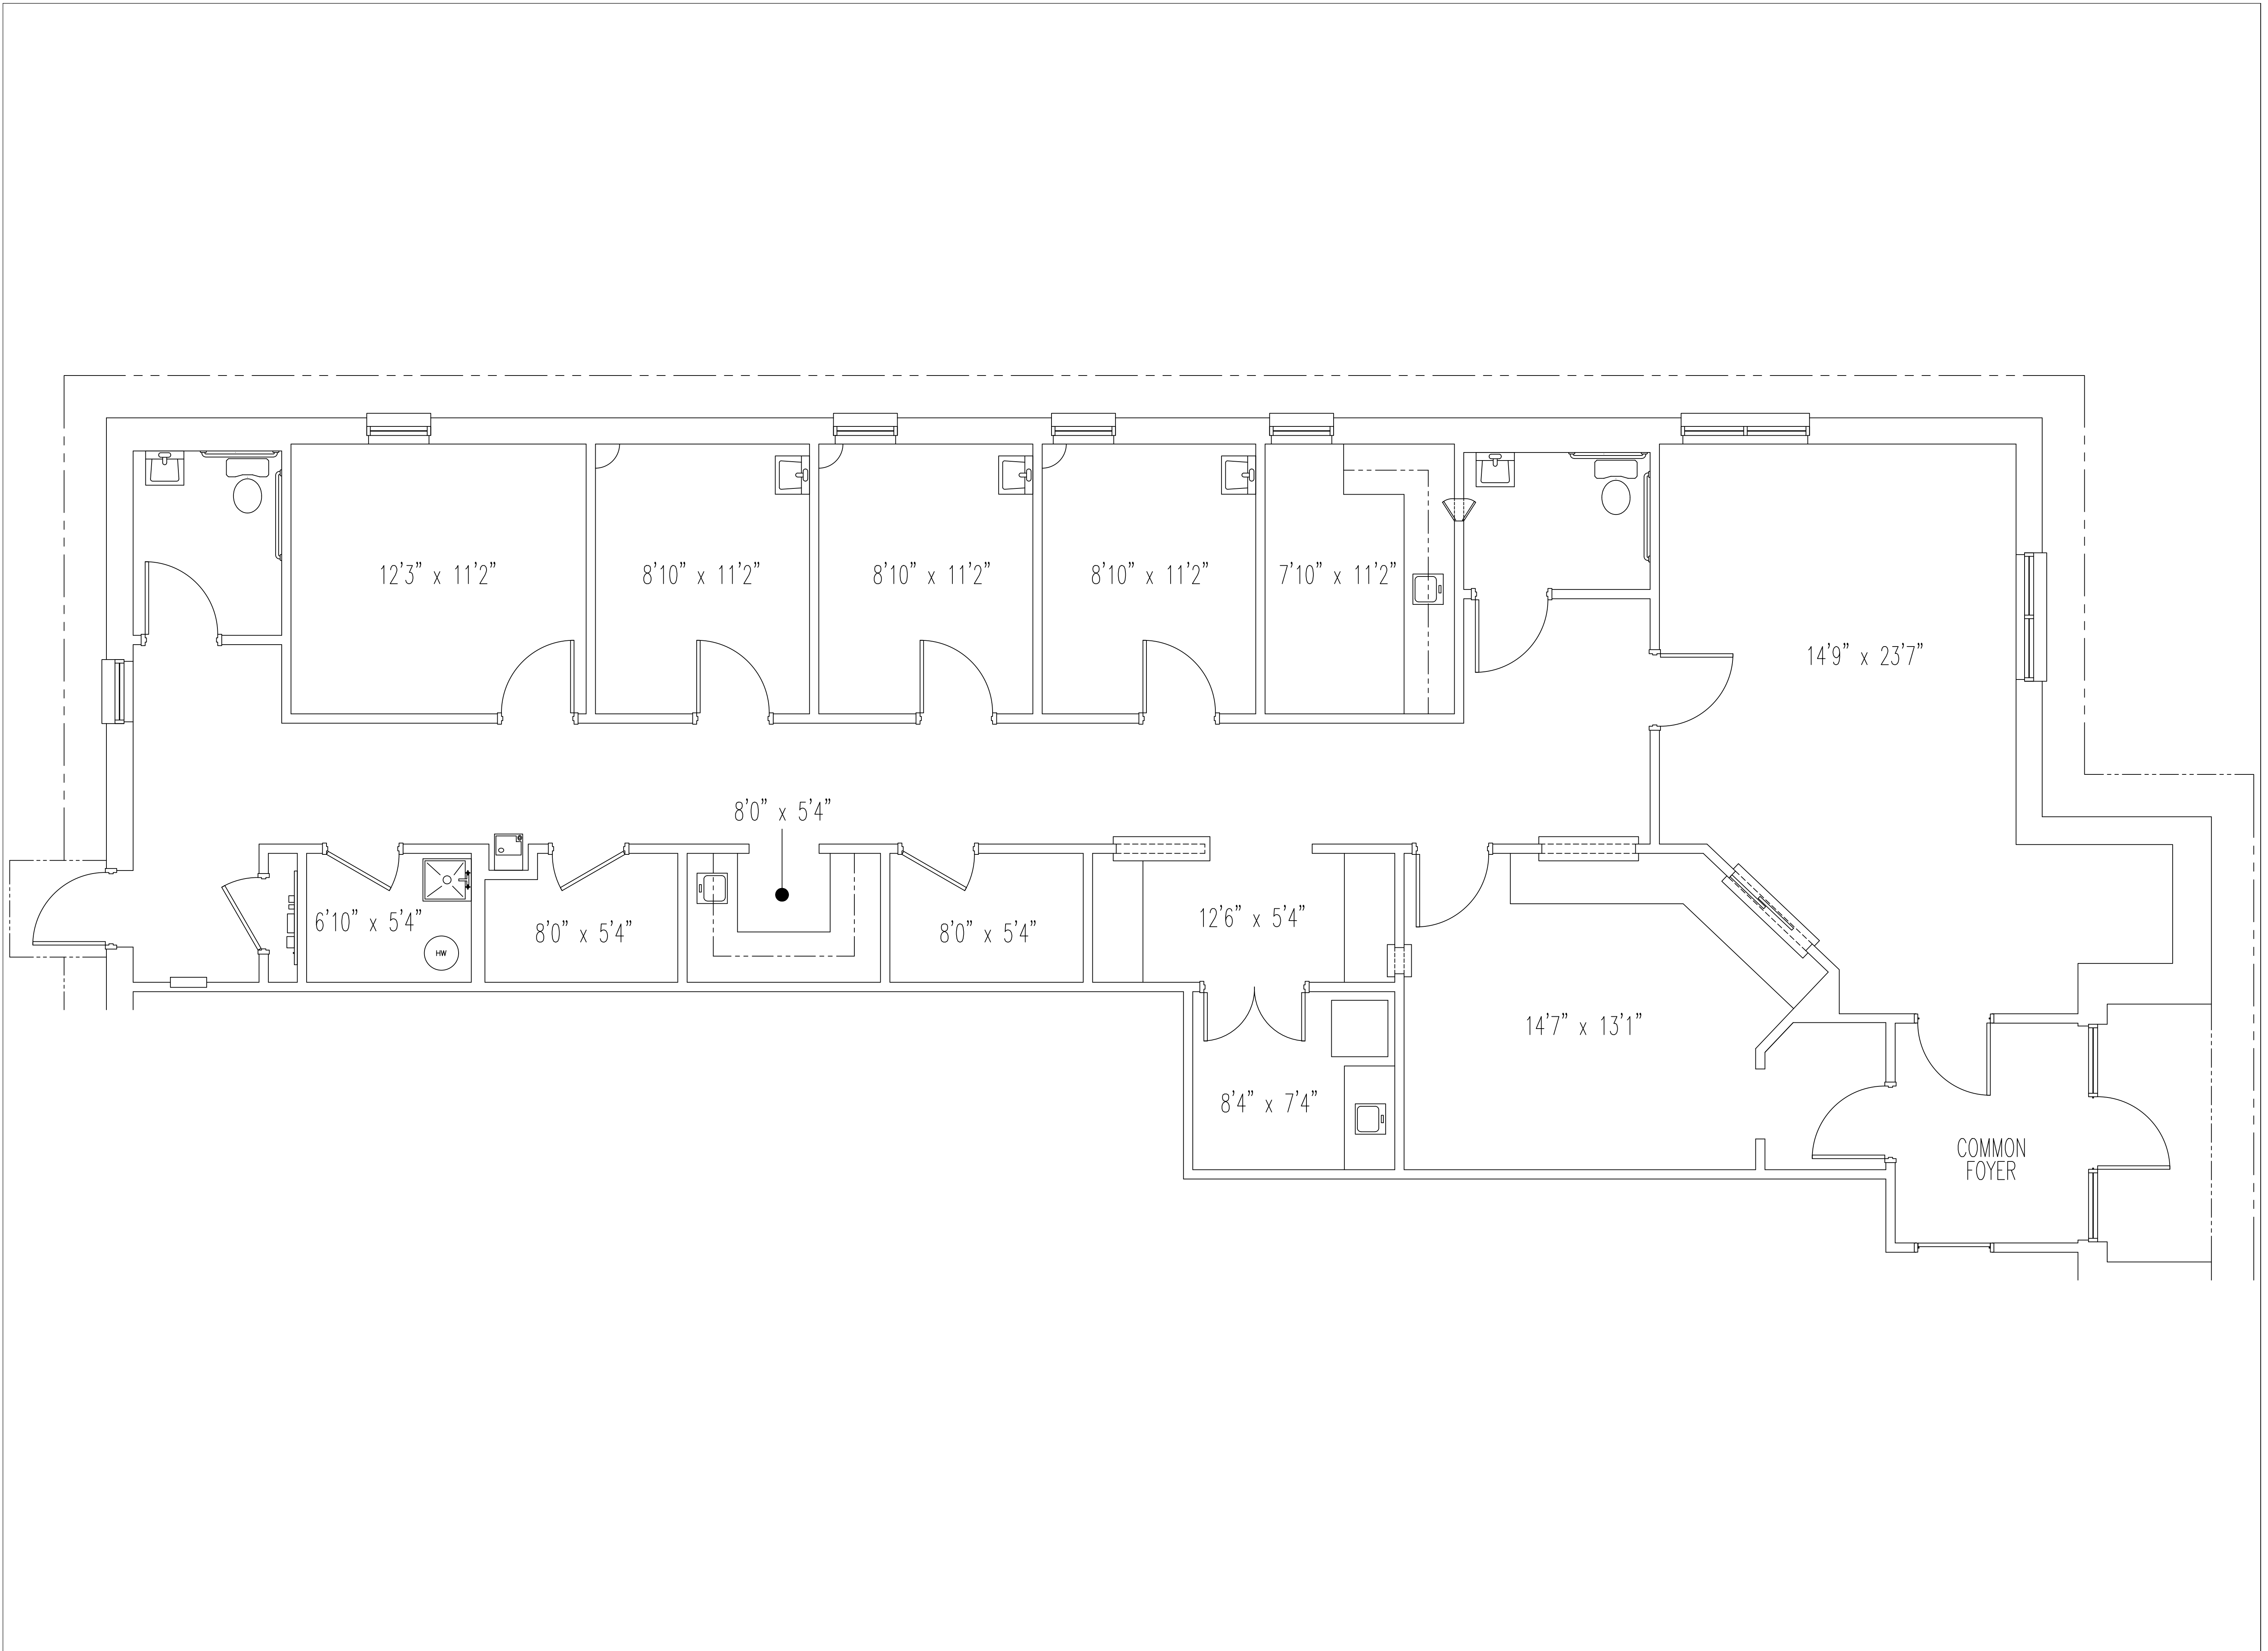 12'3" x 11'2"
8'10" x 11'2"
8'10" x 11'2"
8'10" x 11'2"
7'10" x 11'2"
14'9" x 23'7"
8'0" x 5'4"
6'10" x 5'4"
HW
8'0" x 5'4"
8'0" x 5'4"
12'6" x 5'4"
14'7" x 13'1"
8'4" x 7'4"
COMMON
FOYER